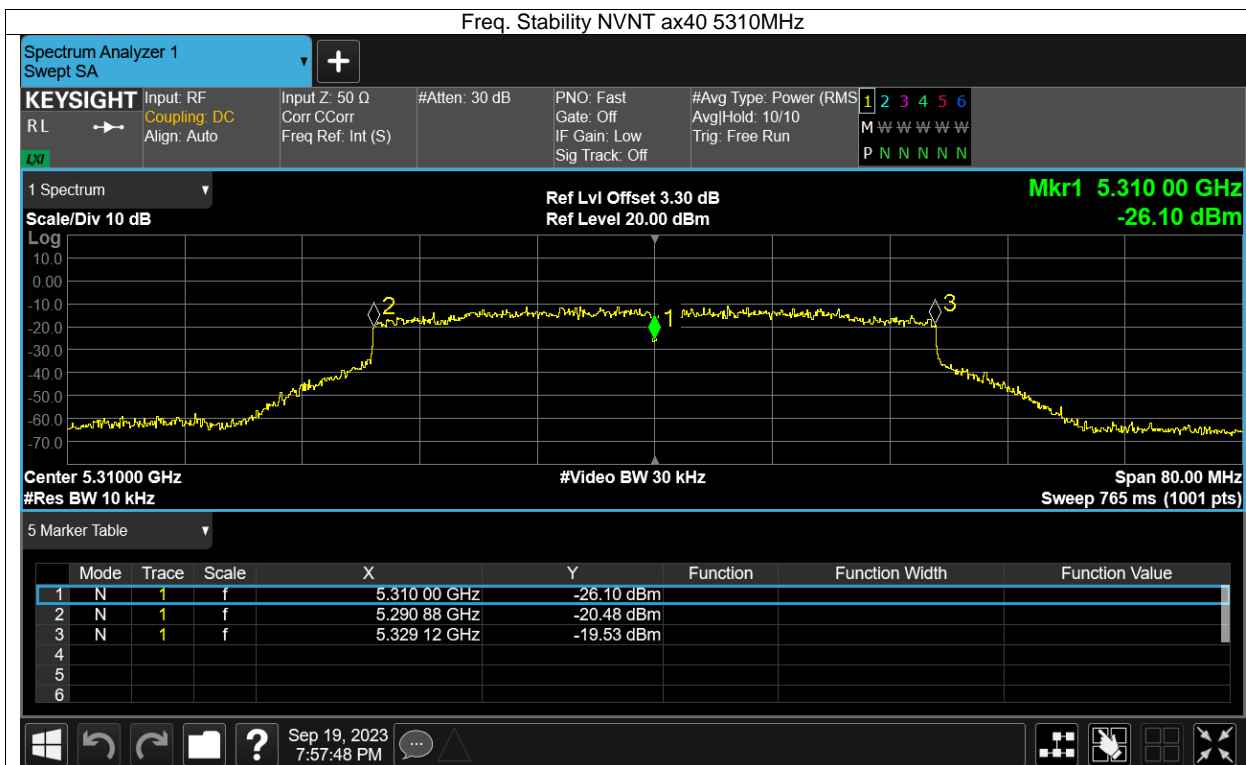 Freq. Stability NVNT ax40 5310MHz
Spectrum Analyzer 1
Swept SA
KEYSIGHT
RL
LXI
Input: RF
Coupling: DC
Align: Auto
Input Z: 50 Ω
Corr CCorr
Freq Ref: Int (S)
#Atten: 30 dB
PNO: Fast
Gate: Off
IF Gain: Low
Sig Track: Off
#Avg Type: Power (RMS
Avg|Hold: 10/10
Trig: Free Run
1 2 3 4 5 6
M W W W W W
P N N N N N
1 Spectrum
Scale/Div 10 dB
Ref Lvl Offset 3.30 dB
Ref Level 20.00 dBm
Mkr1 5.310 00 GHz
-26.10 dBm
Log
10.0
0.00
-10.0
-20.0
-30.0
-40.0
-50.0
-60.0
-70.0
2
1
3
Center 5.31000 GHz
#Video BW 30 kHz
Span 80.00 MHz
#Res BW 10 kHz
Sweep 765 ms (1001 pts)
5 Marker Table
Mode Trace Scale X Y Function Function Width Function Value
1 N 1 f 5.310 00 GHz -26.10 dBm
2 N 1 f 5.290 88 GHz -20.48 dBm
3 N 1 f 5.329 12 GHz -19.53 dBm
4
5
6
?
Sep 19, 2023
7:57:48 PM